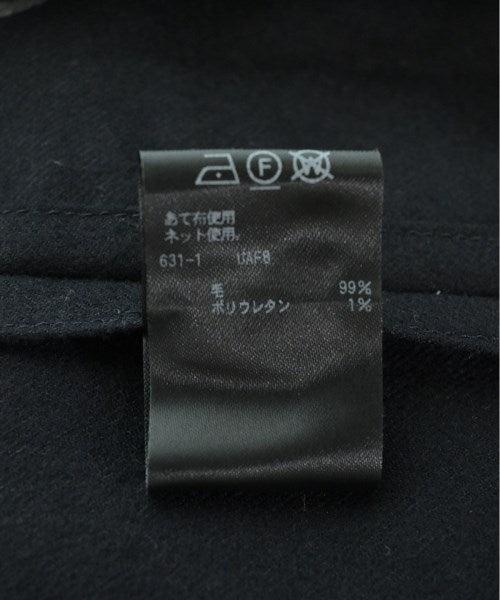 F W
あて布使用
ネット使用。
631-1 UAF8
毛 99%
ポリウレタン 1%